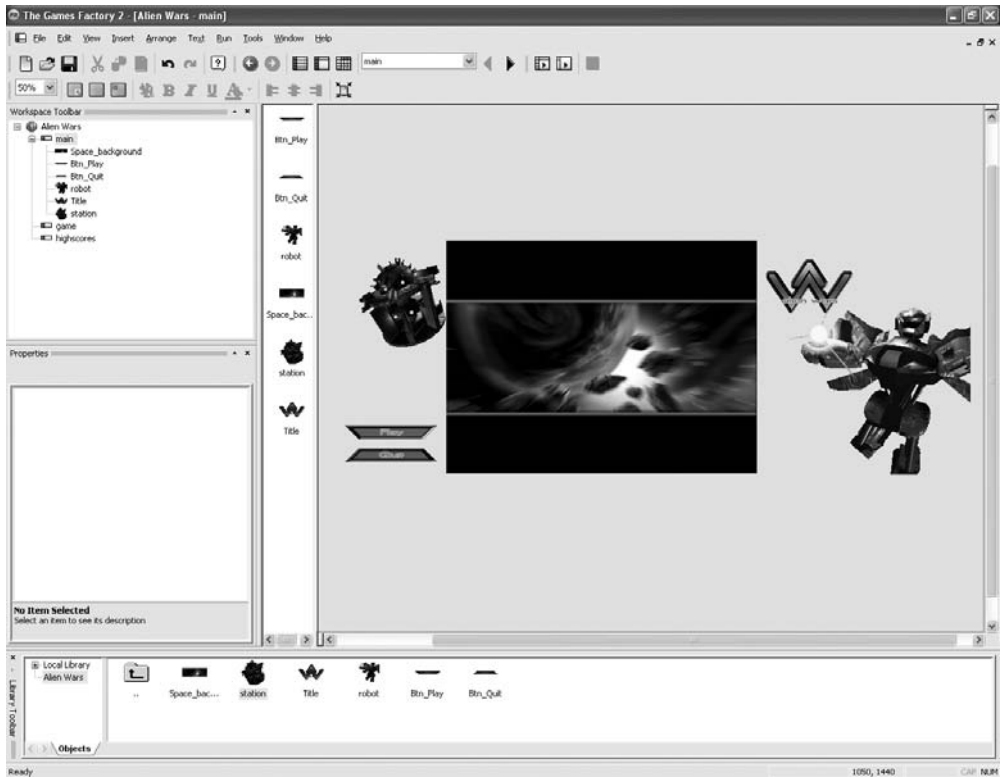 The Games Factory 2 - [Alien Wars - main]
File Edit View Insert Arrange Text Run Tools Window Help
main
50%
B I U A
Workspace Toolbar
Alien Wars
main
Space_background
Btn_Play
Btn_Quit
robot
Title
station
game
highscores
Properties
No Item Selected
Select an item to see its description
Btn_Play
Btn_Quit
robot
Space_bac...
station
Title
Play
Library Toolbar
Local Library
Alien Wars
..
Space_bac...
station
Title
robot
Btn_Play
Btn_Quit
Objects
Ready
1050, 1440
CAP NUM